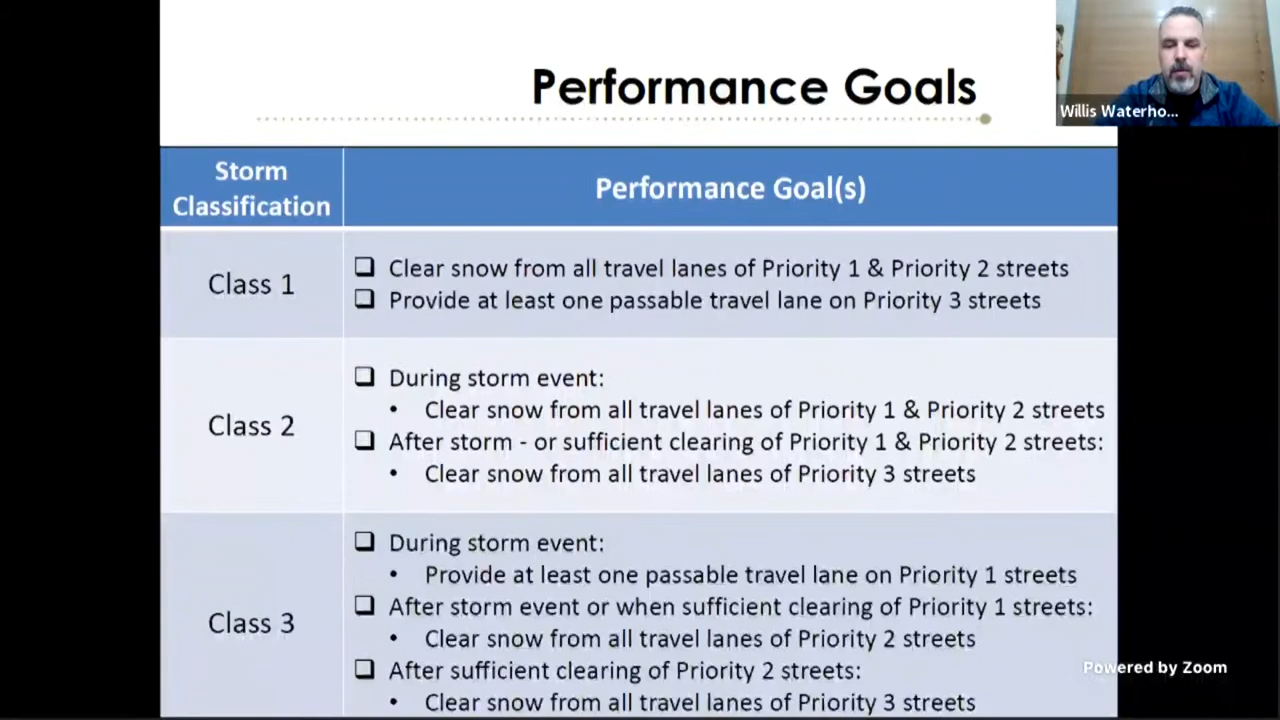 Performance Goals
Willis Waterho...
Storm
Classification
Performance Goal(s)
Class 1
❑ Clear snow from all travel lanes of Priority 1 & Priority 2 streets
❑ Provide at least one passable travel lane on Priority 3 streets
Class 2
❑ During storm event:
• Clear snow from all travel lanes of Priority 1 & Priority 2 streets
❑ After storm - or sufficient clearing of Priority 1 & Priority 2 streets:
• Clear snow from all travel lanes of Priority 3 streets
Class 3
❑ During storm event:
• Provide at least one passable travel lane on Priority 1 streets
❑ After storm event or when sufficient clearing of Priority 1 streets:
• Clear snow from all travel lanes of Priority 2 streets
❑ After sufficient clearing of Priority 2 streets:
• Clear snow from all travel lanes of Priority 3 streets
Powered by Zoom